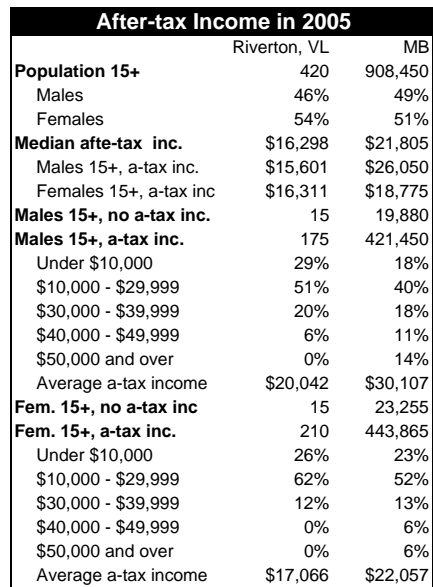 After-tax Income in 2005
Riverton, VL MB
Population 15+ 420 908,450
Males 46% 49%
Females 54% 51%
Median afte-tax inc. $16,298 $21,805
Males 15+, a-tax inc. $15,601 $26,050
Females 15+, a-tax inc $16,311 $18,775
Males 15+, no a-tax inc. 15 19,880
Males 15+, a-tax inc. 175 421,450
Under $10,000 29% 18%
$10,000 - $29,999 51% 40%
$30,000 - $39,999 20% 18%
$40,000 - $49,999 6% 11%
$50,000 and over 0% 14%
Average a-tax income $20,042 $30,107
Fem. 15+, no a-tax inc 15 23,255
Fem. 15+, a-tax inc. 210 443,865
Under $10,000 26% 23%
$10,000 - $29,999 62% 52%
$30,000 - $39,999 12% 13%
$40,000 - $49,999 0% 6%
$50,000 and over 0% 6%
Average a-tax income $17,066 $22,057